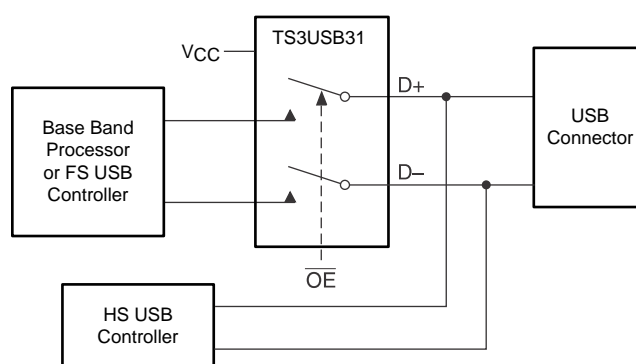 TS3USB31
VCC
D+
D–
OE
Base Band
Processor
or FS USB
Controller
USB
Connector
HS USB
Controller